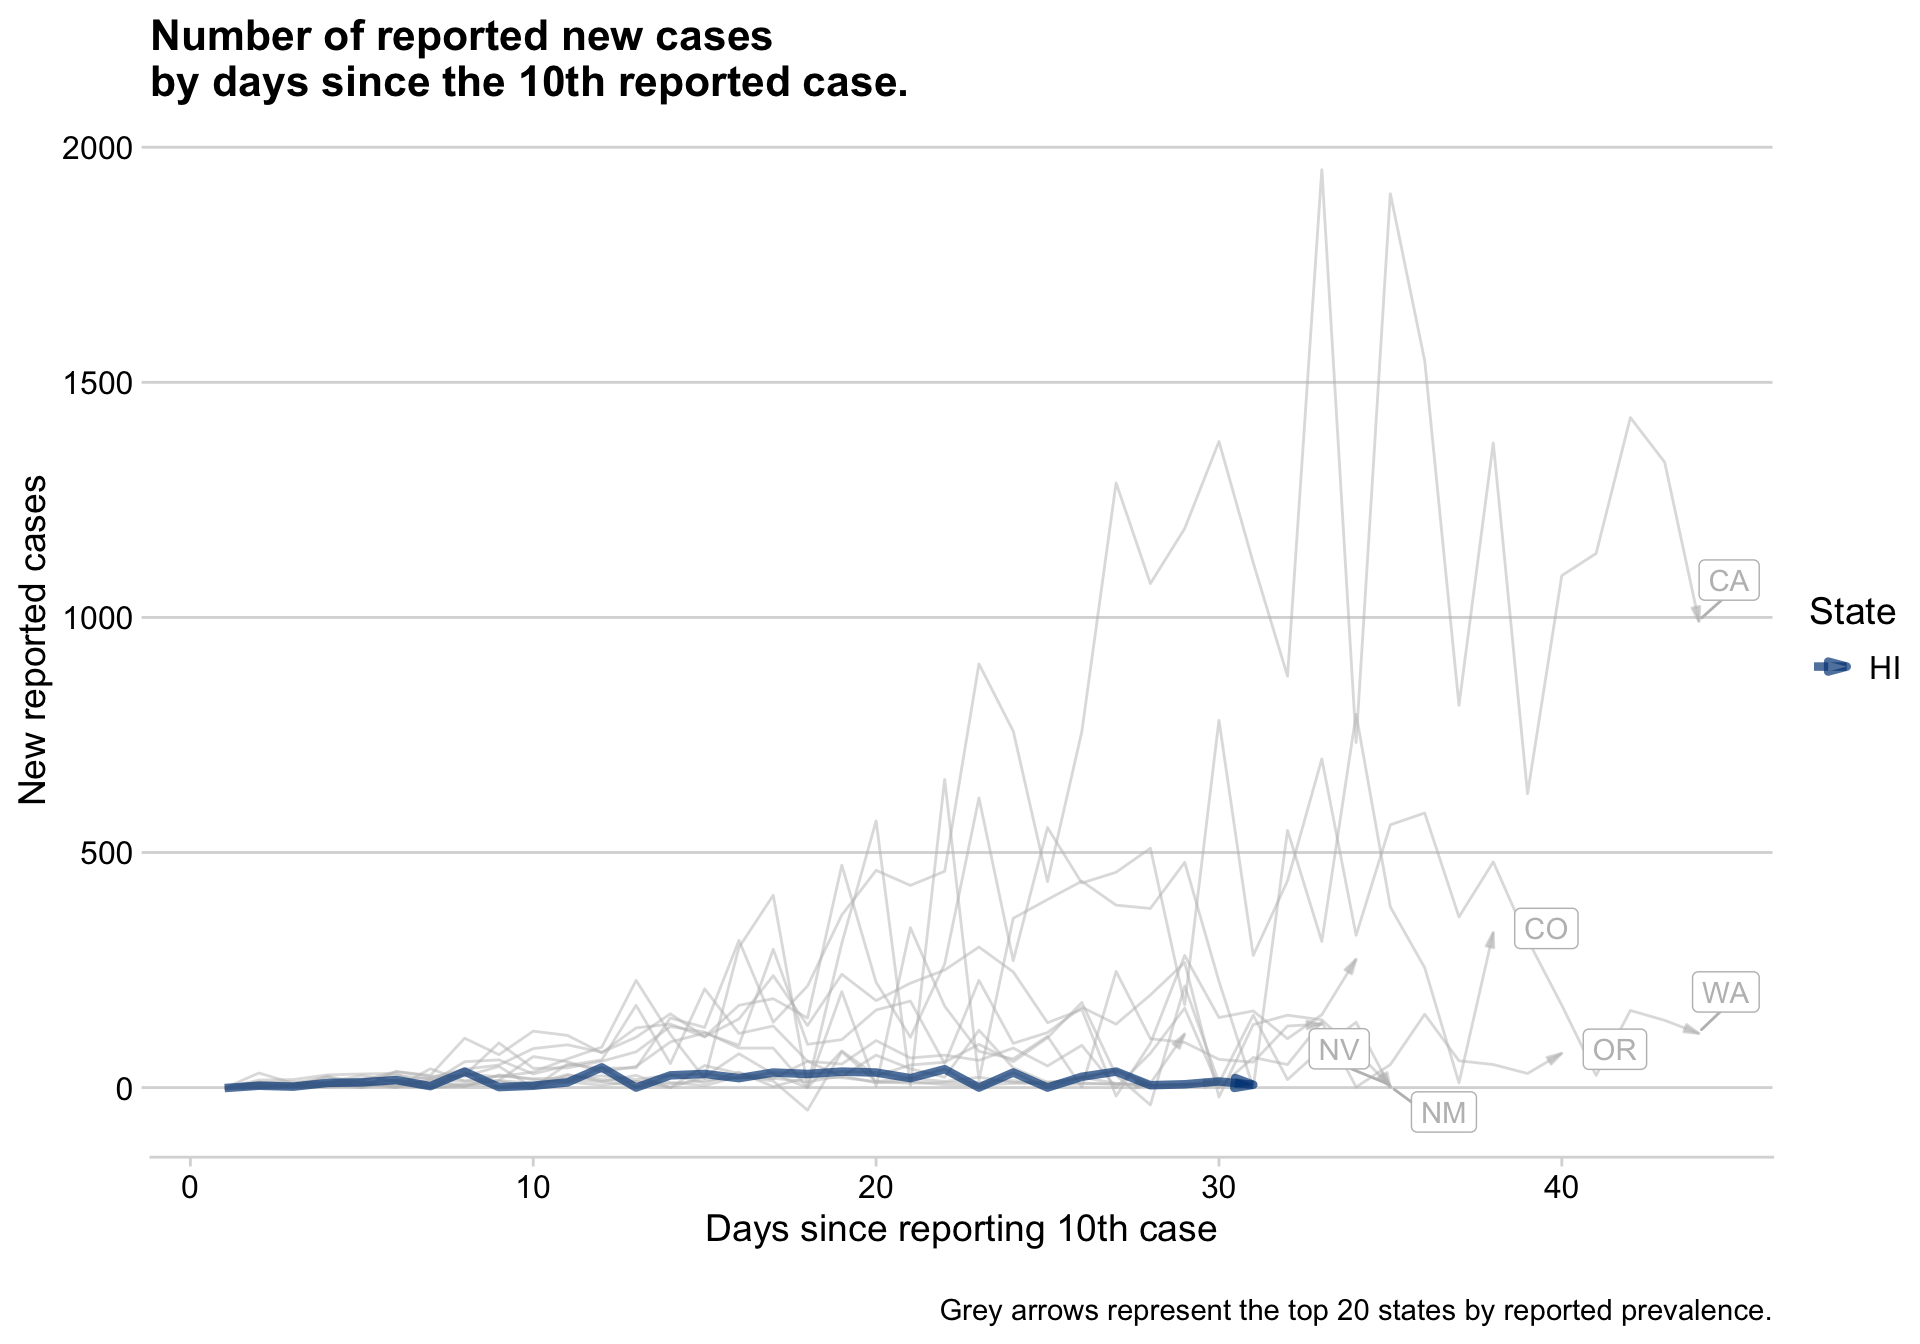 Number of reported new cases
by days since the 10th reported case.
2000
1500
1000
500
0
New reported cases
CA
CO
WA
NV
OR
NM
State
HI
0 10 20 30 40
Days since reporting 10th case
Grey arrows represent the top 20 states by reported prevalence.